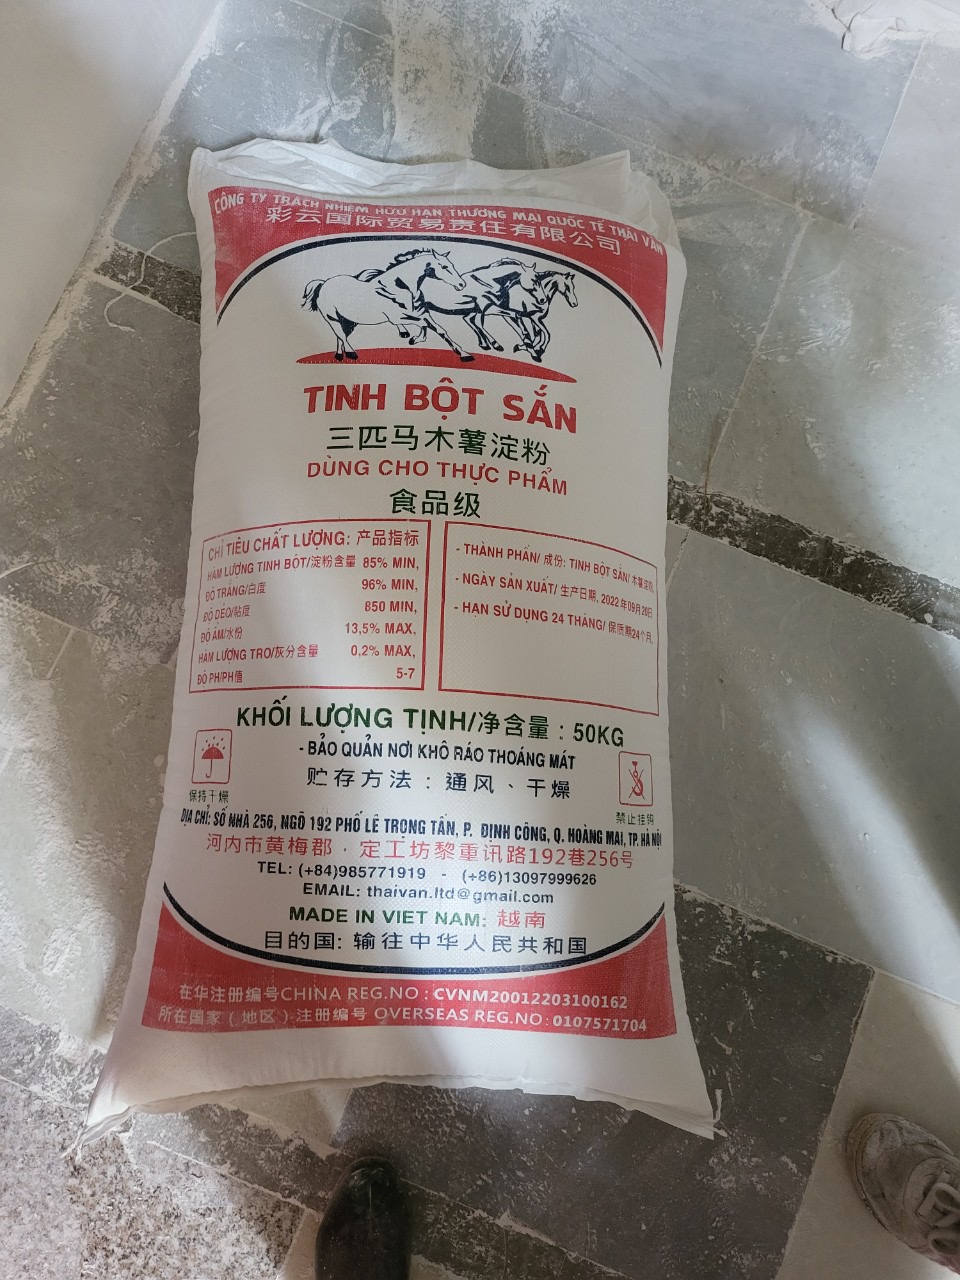 CÔNG TY TRÁCH NHIỆM HỮU HẠN THƯƠNG MẠI QUỐC TẾ THÁI VÂN
彩云国际贸易责任有限公司
TINH BỘT SẮN
三匹马木薯淀粉
DÙNG CHO THỰC PHẨM
食品级
CHỈ TIÊU CHẤT LƯỢNG: 产品指标
HÀM LƯỢNG TINH BỘT/淀粉含量 85% MIN,
ĐỘ TRẮNG/白度 96% MIN,
ĐỘ DẺO/粘度 850 MIN,
ĐỘ ẨM/水份 13,5% MAX,
HÀM LƯỢNG TRO/灰分含量 0,2% MAX,
ĐỘ PH/PH值 5-7
- THÀNH PHẦN/ 成份: TINH BỘT SẮN/ 木薯淀粉,
- NGÀY SẢN XUẤT/ 生产日期, 2022年09月20日
- HẠN SỬ DỤNG 24 THÁNG/ 保质期24个月,
KHỐI LƯỢNG TỊNH/净含量 : 50KG
- BẢO QUẢN NƠI KHÔ RÁO THOÁNG MÁT
贮存方法 : 通风、干燥
保持干燥
禁止挂钩
ĐỊA CHỈ: SỐ NHÀ 256, NGÕ 192 PHỐ LÊ TRỌNG TẤN, P. ĐỊNH CÔNG, Q. HOÀNG MAI, TP. HÀ NỘI
河内市黄梅郡 · 定工坊黎重讯路192巷256号
TEL: (+84)985771919 - (+86)13097999626
EMAIL: thaivan.ltd@gmail.com
MADE IN VIET NAM: 越南
目的国: 输往中华人民共和国
在华注册编号CHINA REG.NO : CVNM20012203100162
所在国家（地区）注册编号 OVERSEAS REG.NO : 0107571704